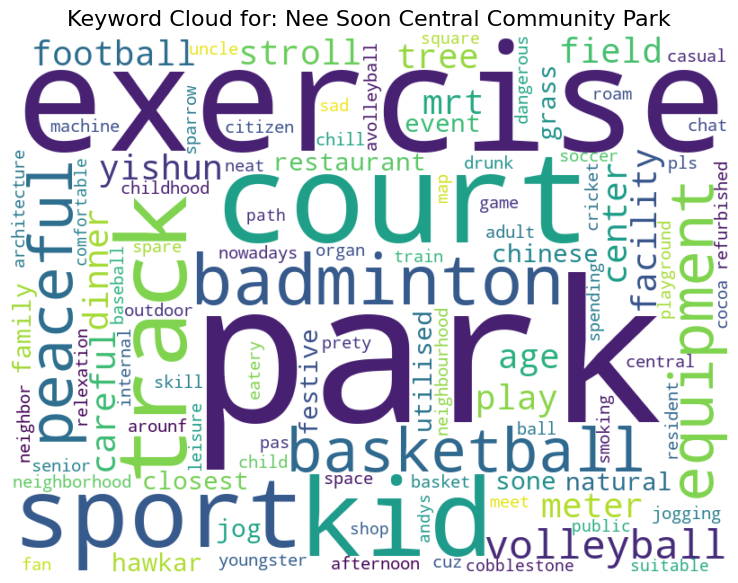 Keyword Cloud for: Nee Soon Central Community Park
football
uncle
stroll
square
tree
field
casual
exercise
sparrow
machine
citizen
sad
chill
avolleyball
mrt
event
dangerous
grass
roam
chat
architecture
peaceful
comfortable
yishun
childhood
neat
restaurant
drunk
soccer
pls
court
track
spare
path
map
game
adult
cricket
center
facility
playground
equipment
refurbished
cocoa
family
dinner
baseball
outdoor
nowadays
organ
train
chinese
spending
badminton
park
relexation
careful
internal
skill
eatery
festive
prety
utilised
neighbourhood
age
play
central
neighbor
arounf
leisure
pas
basketball
ball
smoking
resident
senior
neighborhood
closest
child
space
basket
sone
natural
sport
kid
andys
meet
meter
public
jogging
jog
shop
volleyball
fan
hawkar
youngster
afternoon
cuz
cobblestone
suitable